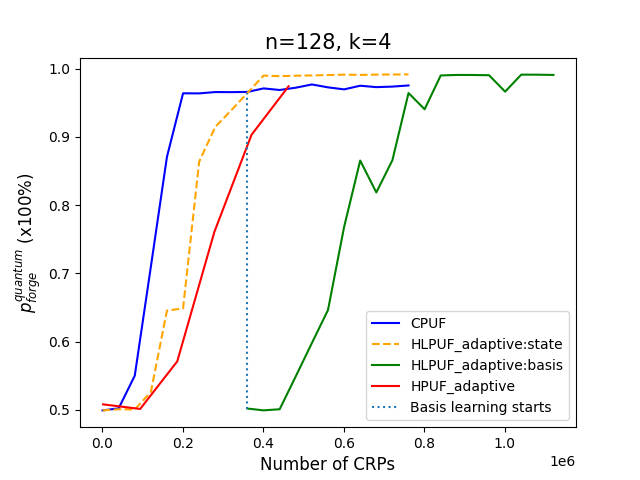 n=128, k=4
1.0
0.9
0.8
0.7
0.6
0.5
p_forge^quantum (x100%)
CPUF
HLPUF_adaptive:state
HLPUF_adaptive:basis
HPUF_adaptive
Basis learning starts
0.0 0.2 0.4 0.6 0.8 1.0
1e6
Number of CRPs